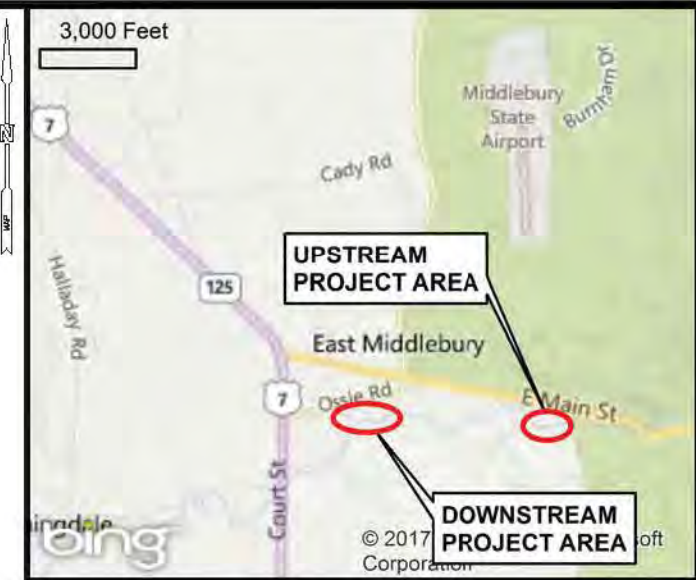 3,000 Feet
N
MAP
Middlebury
State
Airport
Burnham Dr
7
Cady Rd
Halladay Rd
125
UPSTREAM
PROJECT AREA
East Middlebury
7
Ossie Rd
E Main St
Court St
bing
© 2017
Corporation
DOWNSTREAM
PROJECT AREA